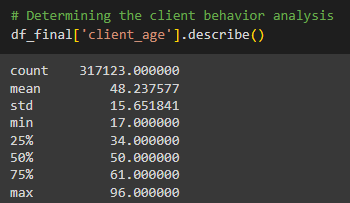 # Determining the client behavior analysis
df_final['client_age'].describe()
count    317123.000000
mean         48.237577
std          15.651841
min          17.000000
25%          34.000000
50%          50.000000
75%          61.000000
max          96.000000